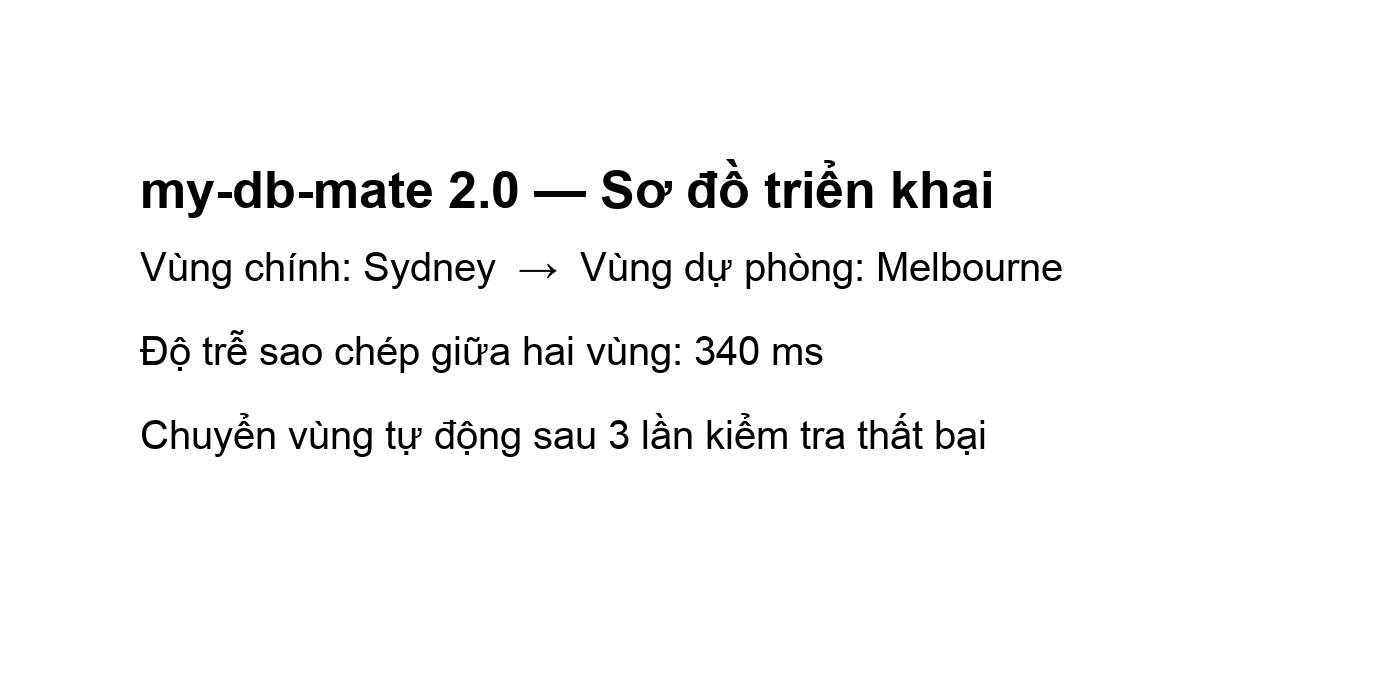 my-db-mate 2.0 — Sơ đồ triển khai
Vùng chính: Sydney → Vùng dự phòng: Melbourne
Độ trễ sao chép giữa hai vùng: 340 ms
Chuyển vùng tự động sau 3 lần kiểm tra thất bại